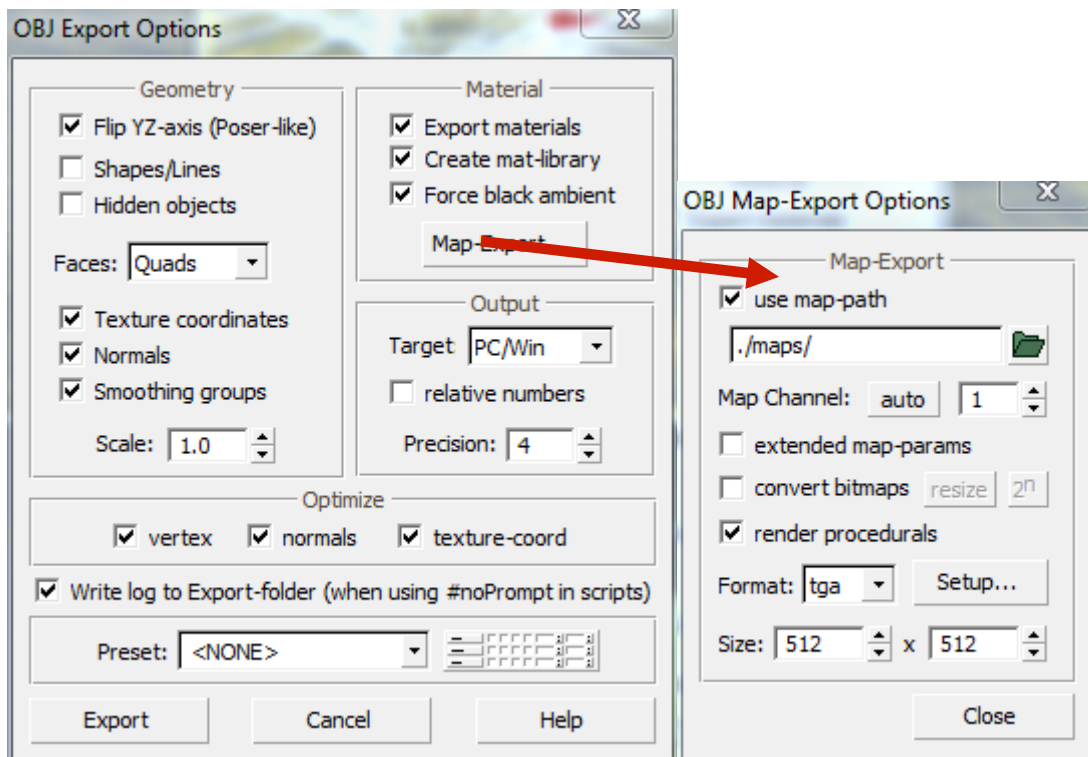 OBJ Export Options
Geometry
Flip YZ-axis (Poser-like)
Shapes/Lines
Hidden objects
Faces: Quads
Texture coordinates
Normals
Smoothing groups
Scale: 1.0
Material
Export materials
Create mat-library
Force black ambient
Map-Export
Output
Target: PC/Win
relative numbers
Precision: 4
Optimize
vertex normals texture-coord
Write log to Export-folder (when using #noPrompt in scripts)
Preset: <NONE>
Export Cancel Help
OBJ Map-Export Options
Map-Export
use map-path
./maps/
Map Channel: auto 1
extended map-params
convert bitmaps resize 2ⁿ
render procedurals
Format: tga Setup...
Size: 512 x 512
Close